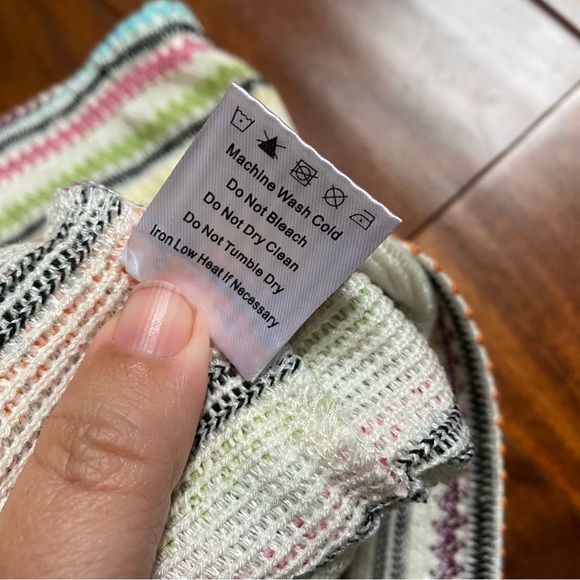 Machine Wash Cold
Do Not Bleach
Do Not Dry Clean
Do Not Tumble Dry
Iron Low Heat If Necessary